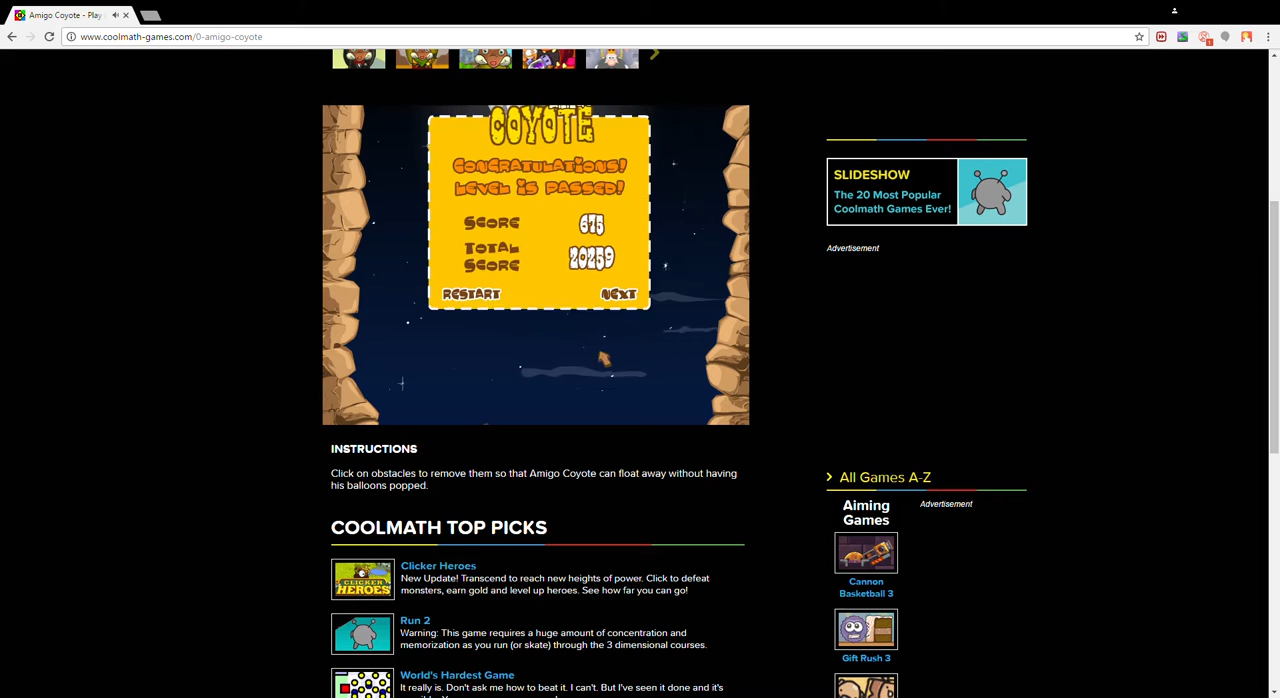 Amigo Coyote - Play
www.coolmath-games.com/0-amigo-coyote
1
COYOTE
CONGRATULATIONS!
LEVEL IS PASSED!
SCORE 675
TOTAL SCORE 20259
RESTART NEXT
SLIDESHOW
The 20 Most Popular
Coolmath Games Ever!
Advertisement
INSTRUCTIONS
Click on obstacles to remove them so that Amigo Coyote can float away without having
his balloons popped.
COOLMATH TOP PICKS
CLICKER
HEROES
Clicker Heroes
New Update! Transcend to reach new heights of power. Click to defeat
monsters, earn gold and level up heroes. See how far you can go!
Run 2
Warning: This game requires a huge amount of concentration and
memorization as you run (or skate) through the 3 dimensional courses.
World's Hardest Game
It really is. Don't ask me how to beat it. I can't. But I've seen it done and it's
All Games A-Z
Aiming
Games
Advertisement
Cannon
Basketball 3
Gift Rush 3